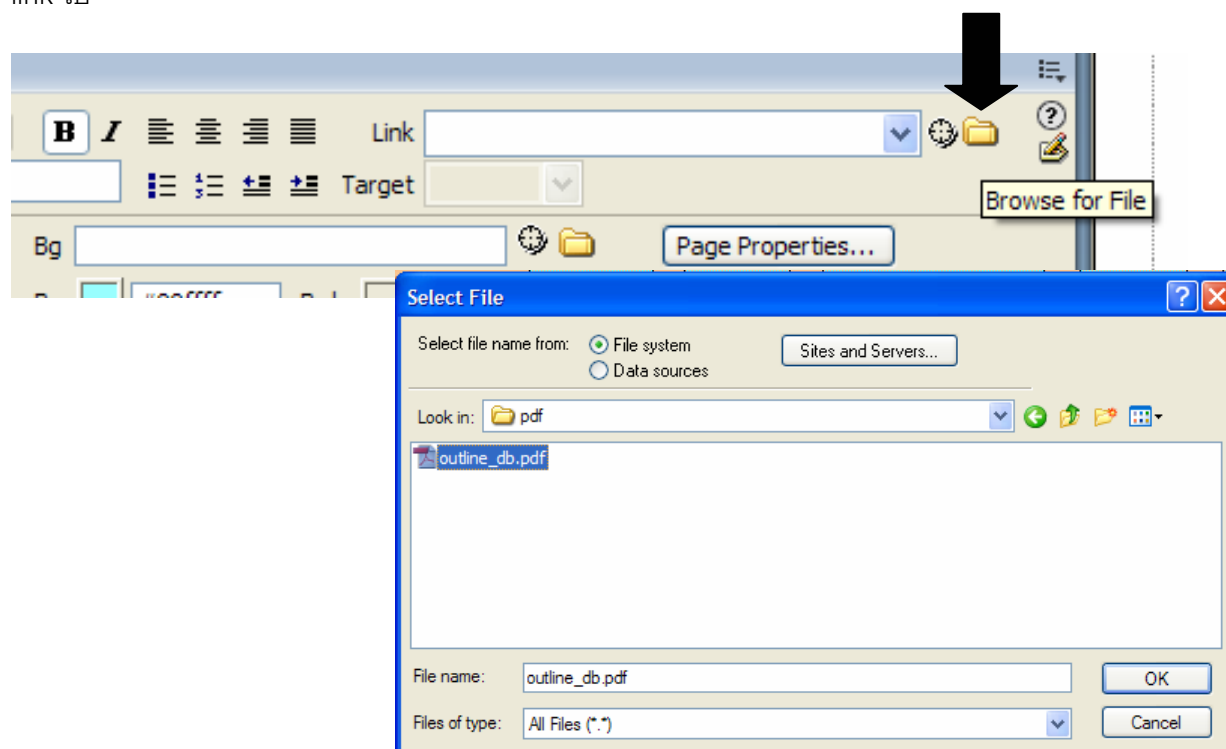 B I Link
Target
Browse for File
Bg Page Properties...
Select File
Select file name from: File system Sites and Servers...
Data sources
Look in: pdf
outline_db.pdf
File name: outline_db.pdf OK
Files of type: All Files (*.*) Cancel